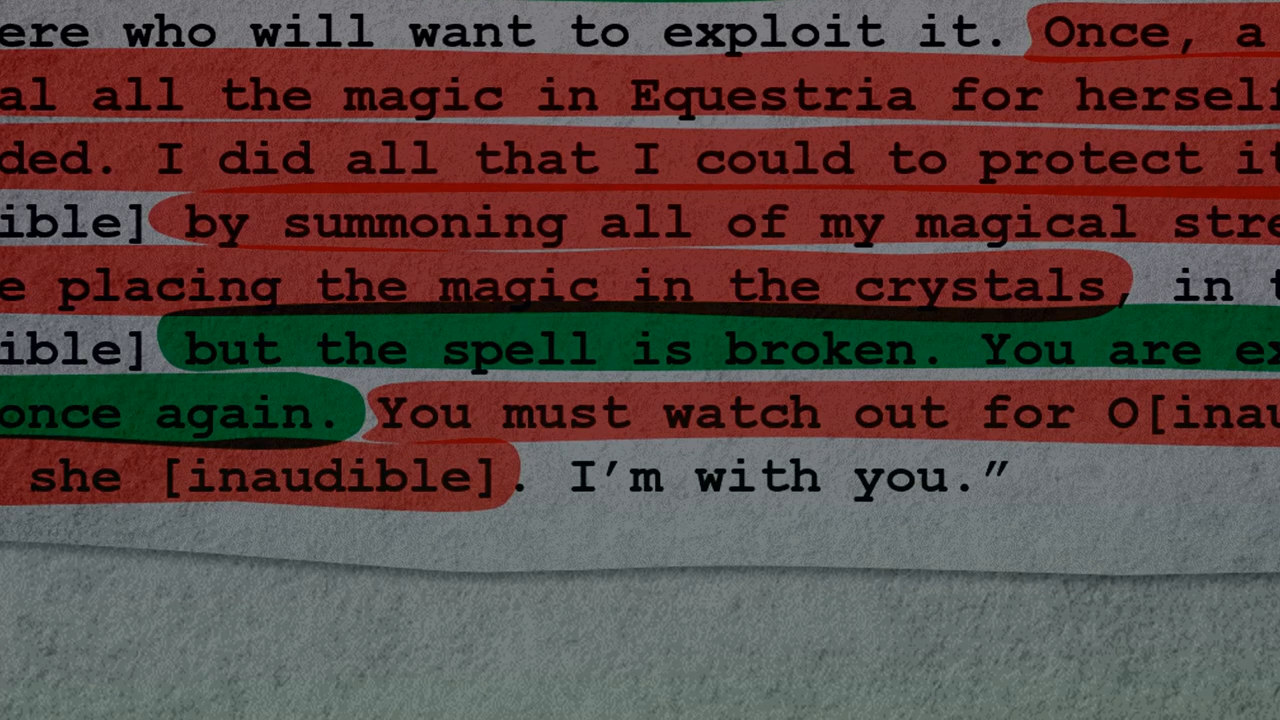 ere who will want to exploit it. Once, a
al all the magic in Equestria for hersel
ded. I did all that I could to protect it
ible] by summoning all of my magical stre
e placing the magic in the crystals, in t
ible] but the spell is broken. You are ex
once again. You must watch out for O[inau
she [inaudible]. I’m with you.”